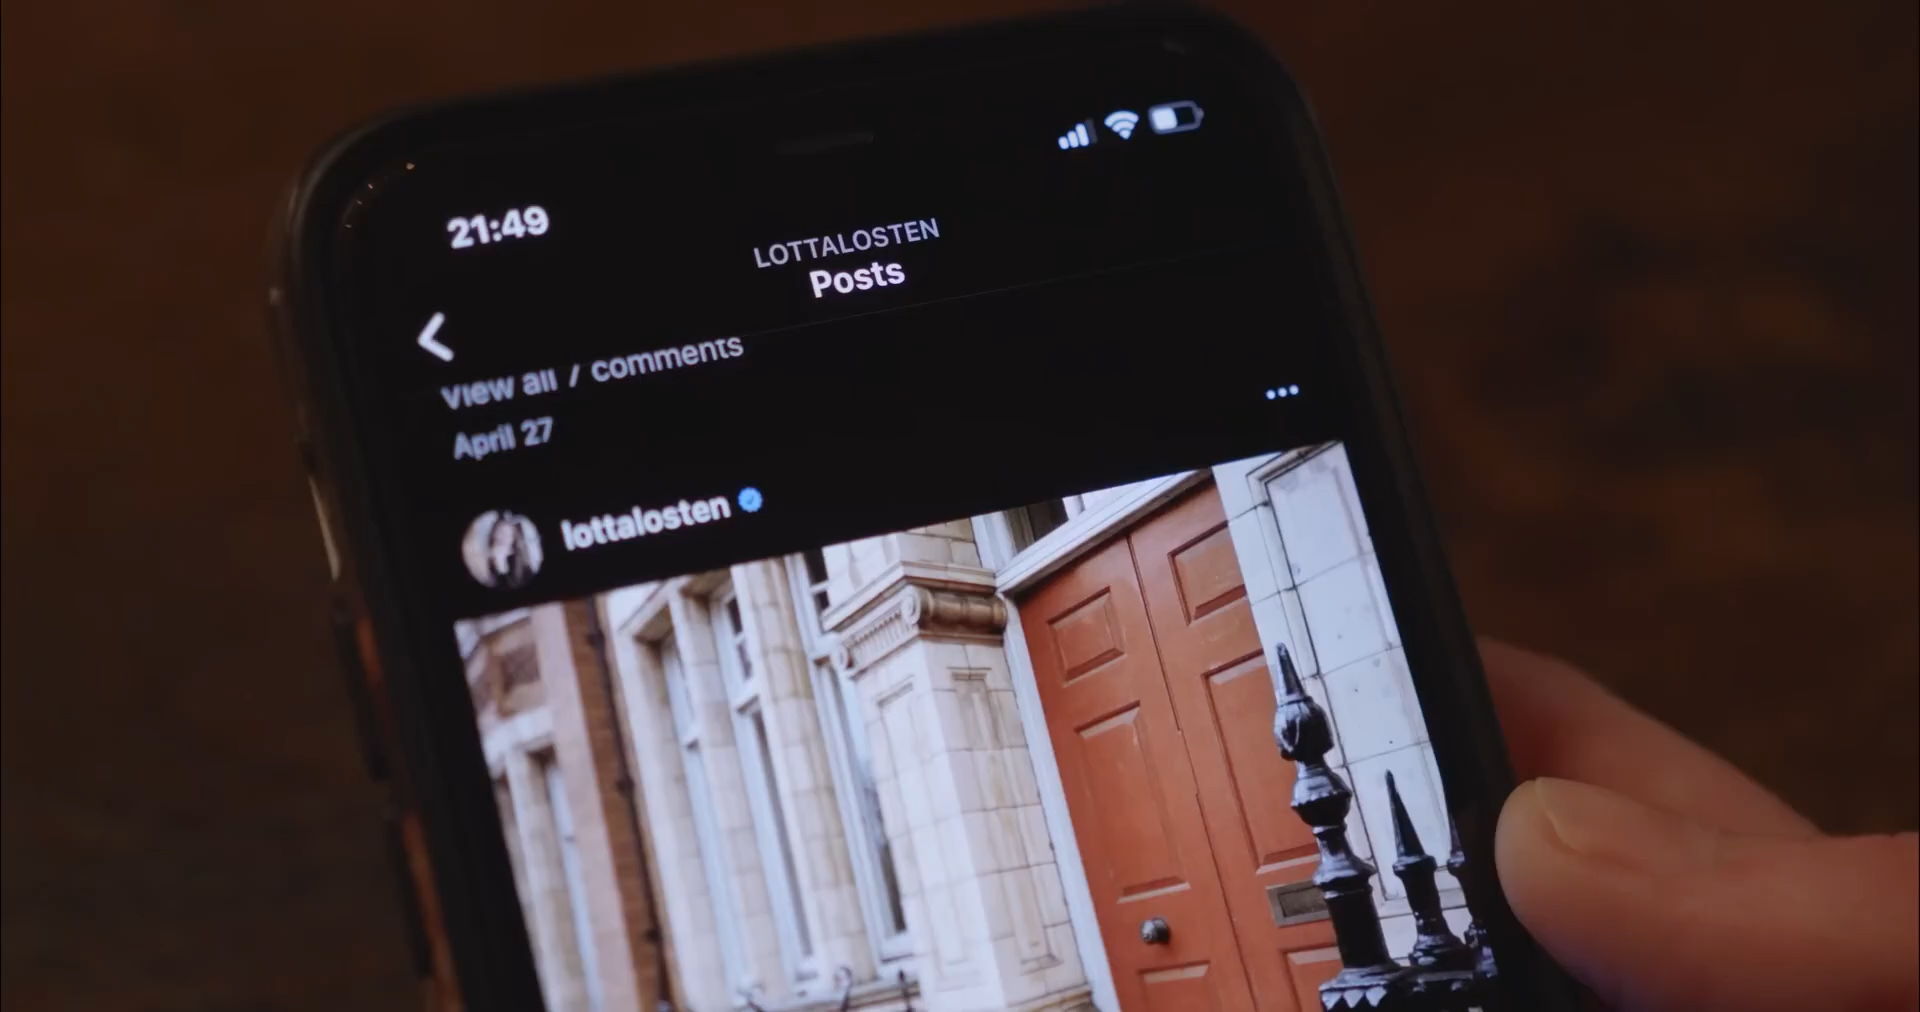 21:49
LOTTALOSTEN
Posts
View all 7 comments
April 27
lottalosten